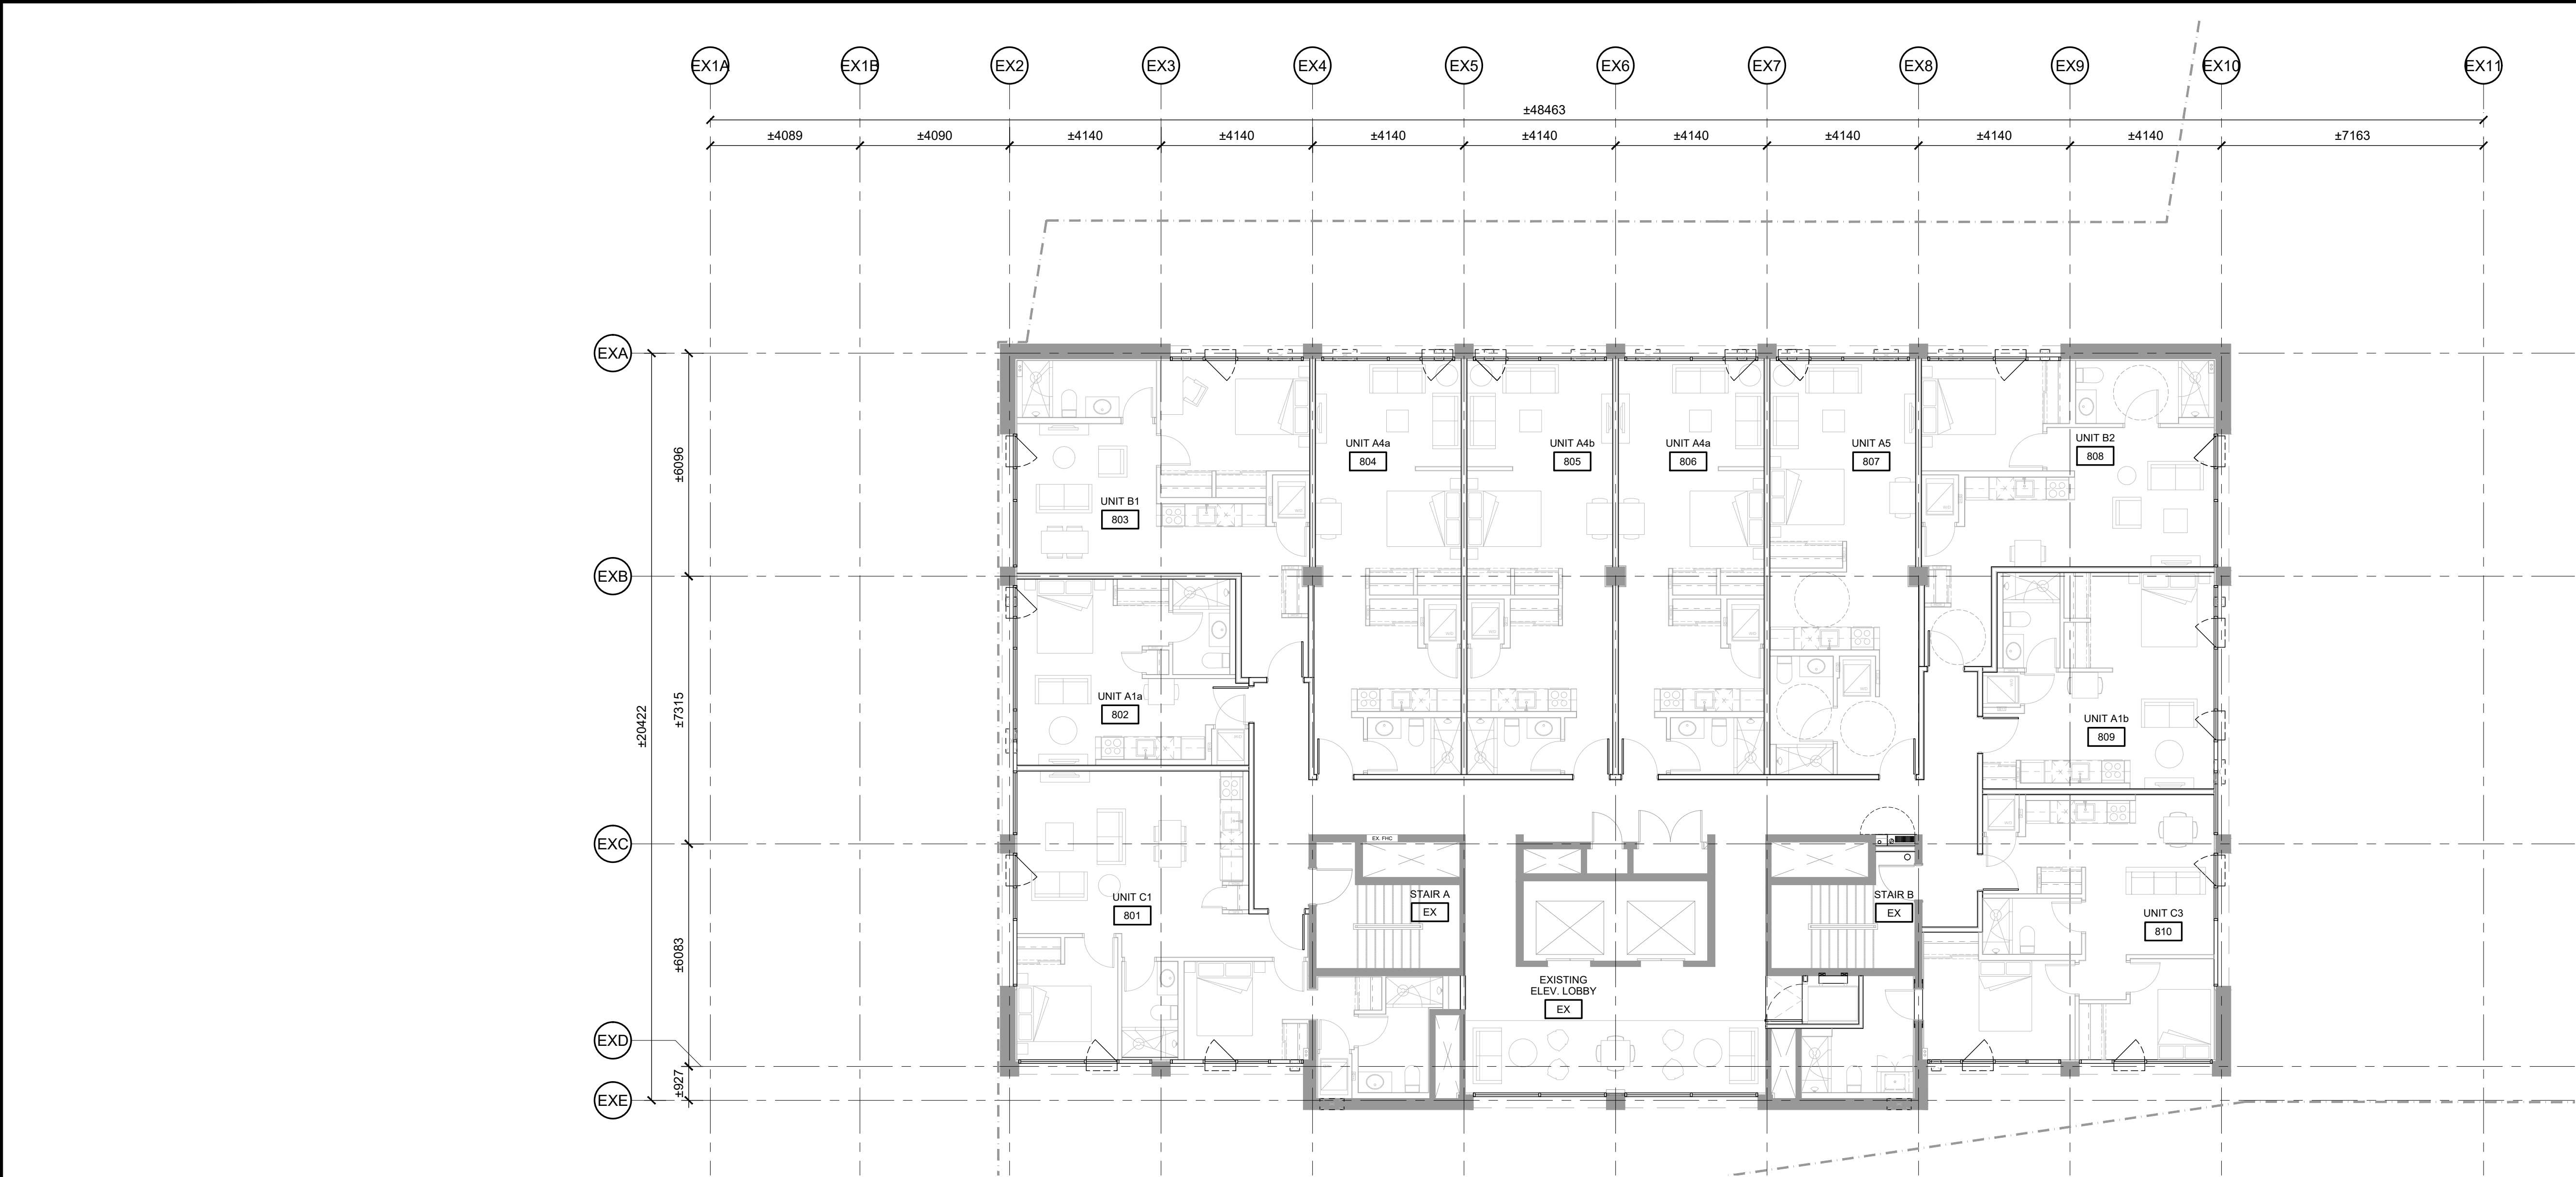 EX1A EX1B EX2 EX3 EX4 EX5 EX6 EX7 EX8 EX9 EX10 EX11
±48463
±4089 ±4090 ±4140 ±4140 ±4140 ±4140 ±4140 ±4140 ±4140 ±4140 ±7163
EXA
EXB
EXC
EXD
EXE
±20422
±6096
±7315
±6083
±927
UNIT A4a
804
UNIT A4b
805
UNIT A4a
806
UNIT A5
807
UNIT B2
808
UNIT B1
803
UNIT A1a
802
UNIT A1b
809
EX. FHC
UNIT C1
801
STAIR A
EX
STAIR B
EX
UNIT C3
810
EXISTING
ELEV. LOBBY
EX